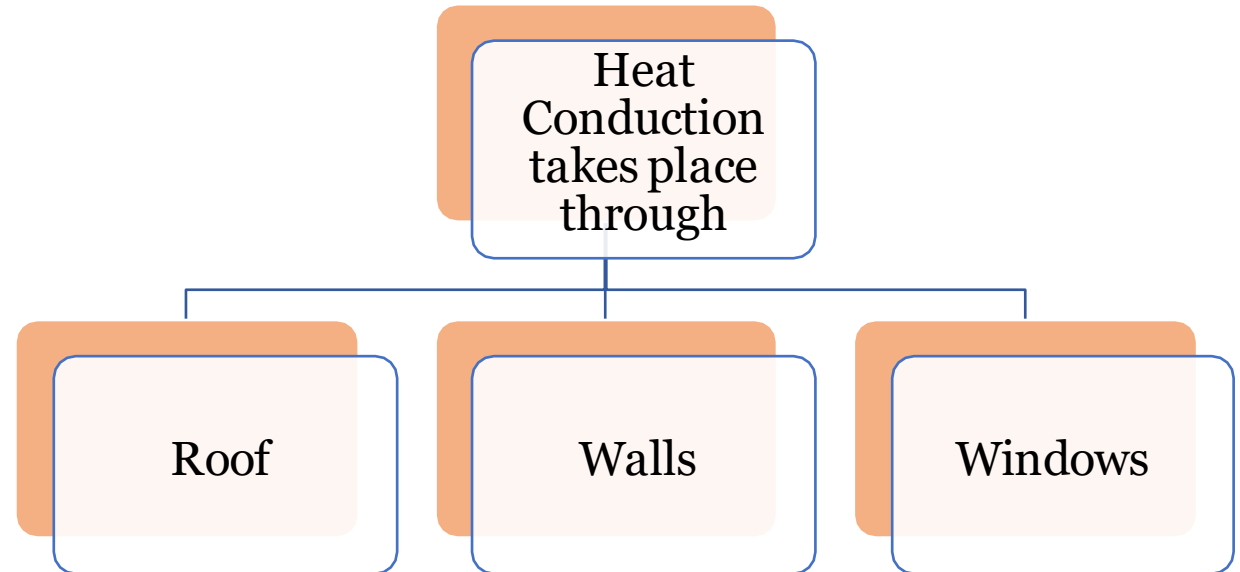 Heat
Conduction
takes place
through
Roof
Walls
Windows